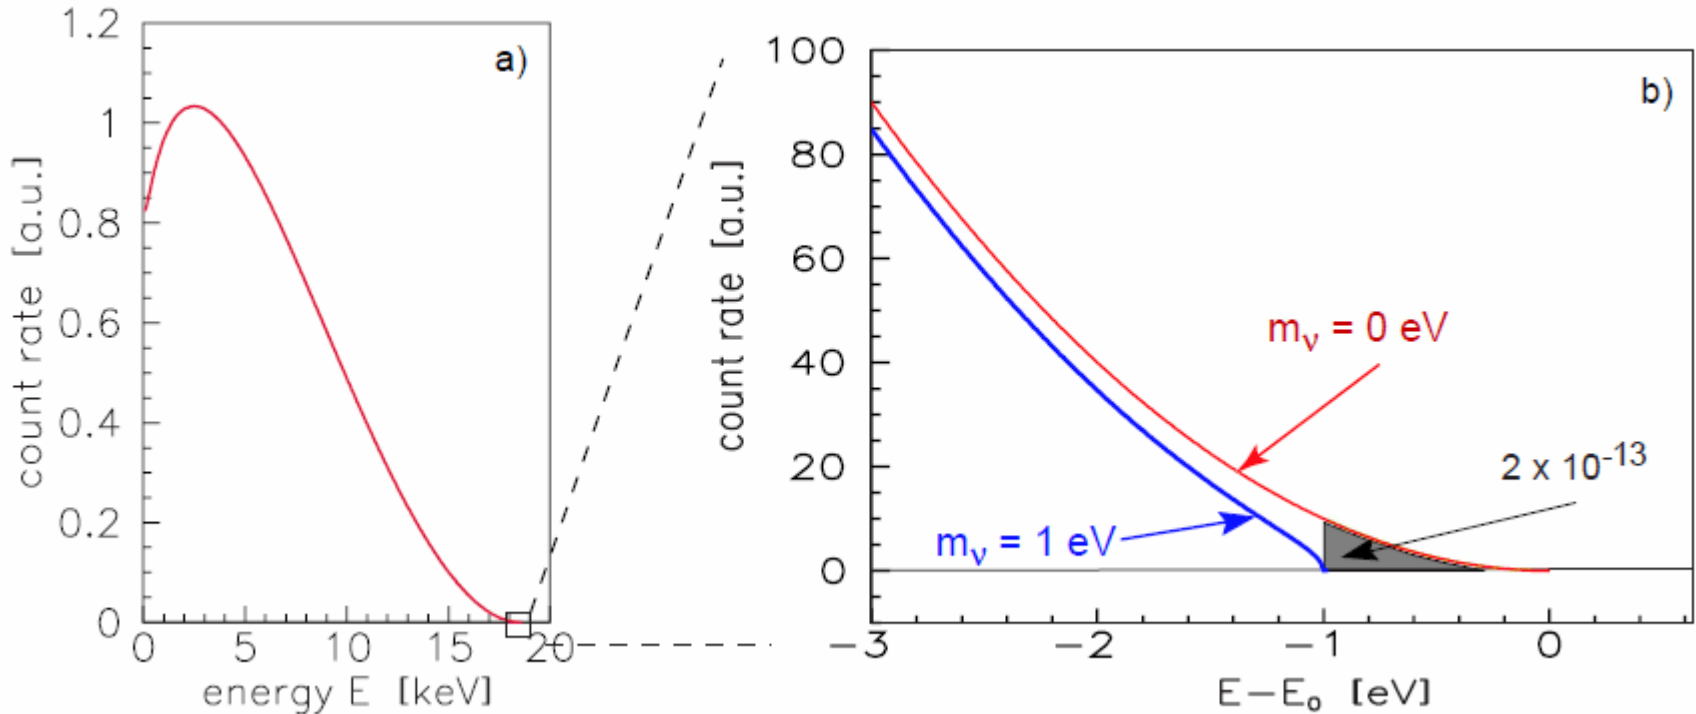 1.2
1
0.8
0.6
0.4
0.2
0
count rate [a.u.]
a)
0 5 10 15 20
energy E [keV]
100
80
60
40
20
0
count rate [a.u.]
b)
mν = 0 eV
2 x 10-13
mν = 1 eV
−3 −2 −1 0
E−Eo [eV]